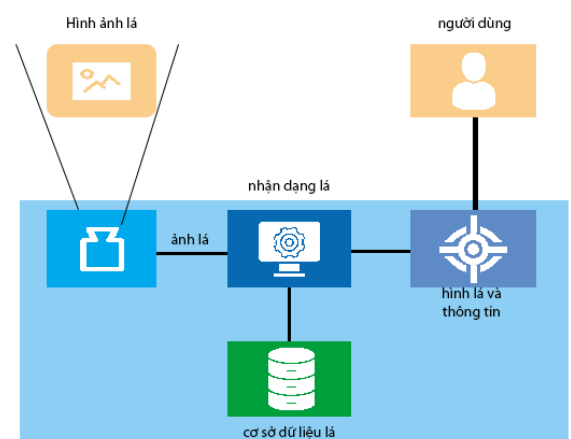 Hình ảnh lá
người dùng
nhận dạng lá
ảnh lá
hình lá và
thông tin
cơ sở dữ liệu lá